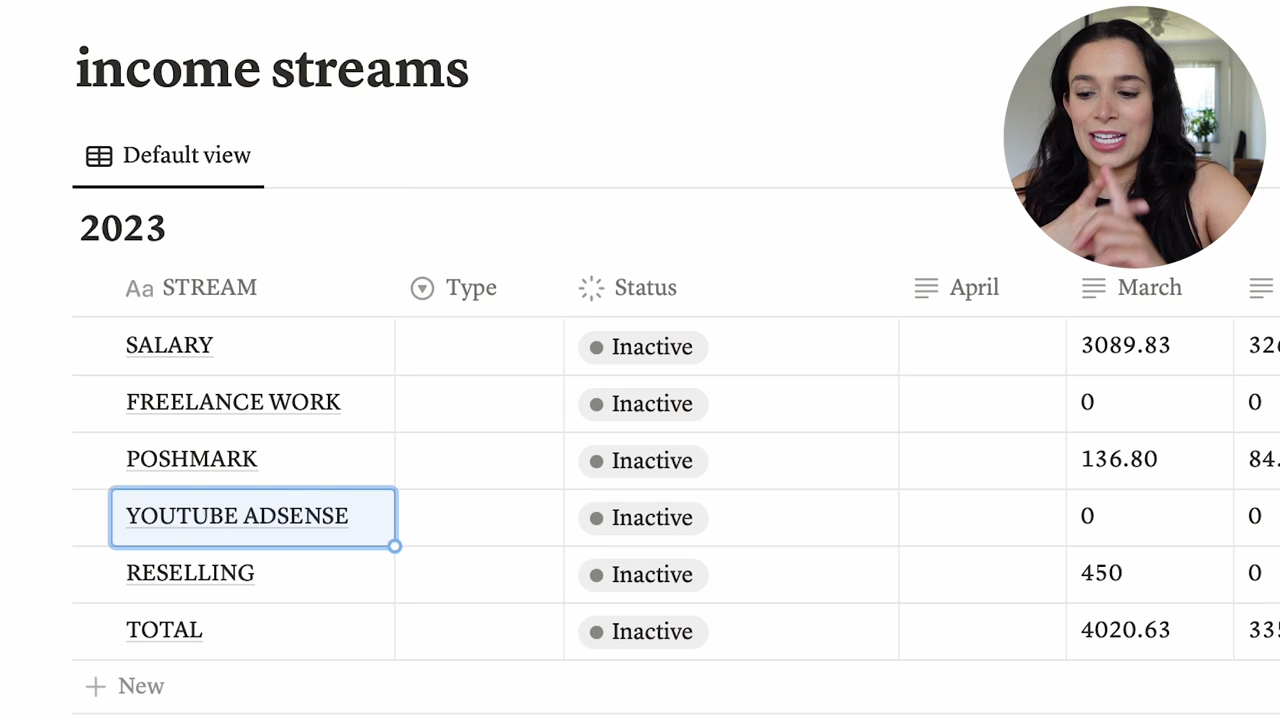 income streams
Default view
2023
Aa STREAM Type Status April March
SALARY Inactive 3089.83
FREELANCE WORK Inactive 0 0
POSHMARK Inactive 136.80 84.
YOUTUBE ADSENSE Inactive 0 0
RESELLING Inactive 450 0
TOTAL Inactive 4020.63
+ New